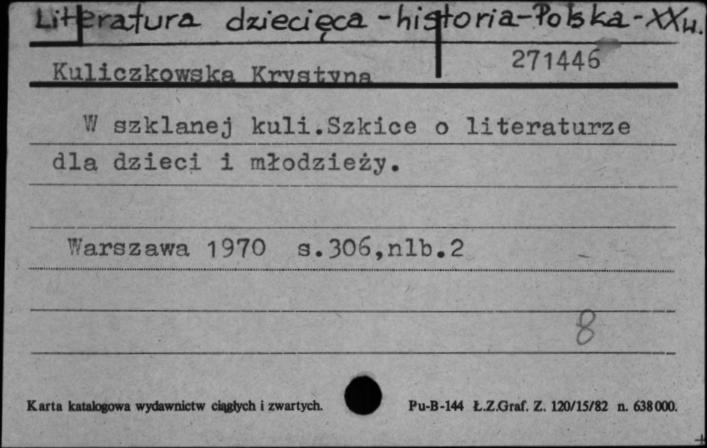 Literatura dziecięca - historia - Polska - XX w.
271446
Kuliczkowska Krystyna
W szklanej kuli.Szkice o literaturze
dla dzieci i młodzieży.
Warszawa 1970 s.306,nlb.2
8
Karta katalogowa wydawnictw ciągłych i zwartych. Pu-B-144 Ł.Z.Graf. Z. 120/15/82 n. 638 000.